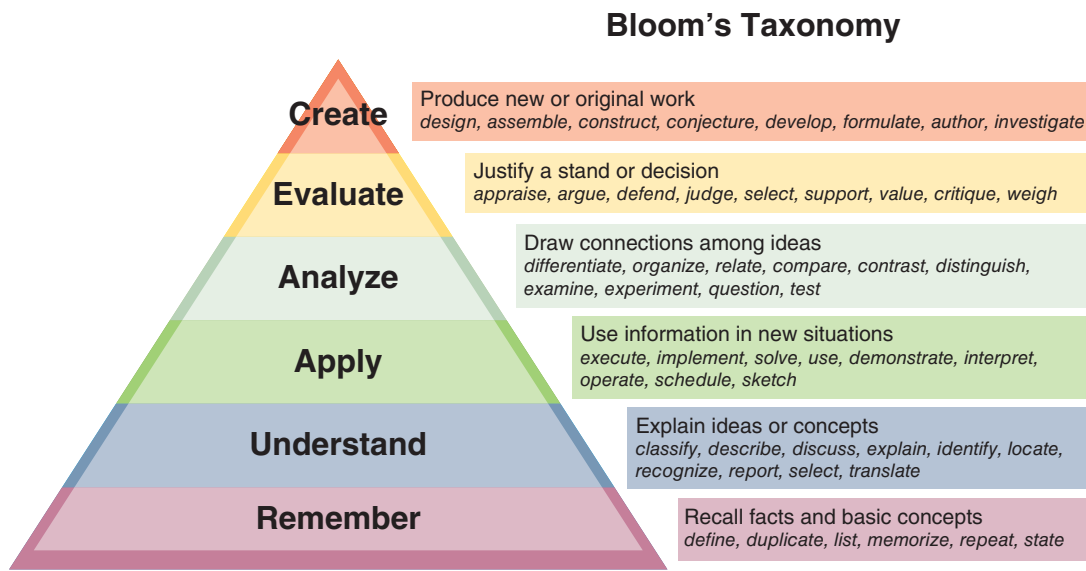 Bloom’s Taxonomy
Create
Produce new or original work
design, assemble, construct, conjecture, develop, formulate, author, investigate
Evaluate
Justify a stand or decision
appraise, argue, defend, judge, select, support, value, critique, weigh
Analyze
Draw connections among ideas
differentiate, organize, relate, compare, contrast, distinguish,
examine, experiment, question, test
Apply
Use information in new situations
execute, implement, solve, use, demonstrate, interpret,
operate, schedule, sketch
Understand
Explain ideas or concepts
classify, describe, discuss, explain, identify, locate,
recognize, report, select, translate
Remember
Recall facts and basic concepts
define, duplicate, list, memorize, repeat, state